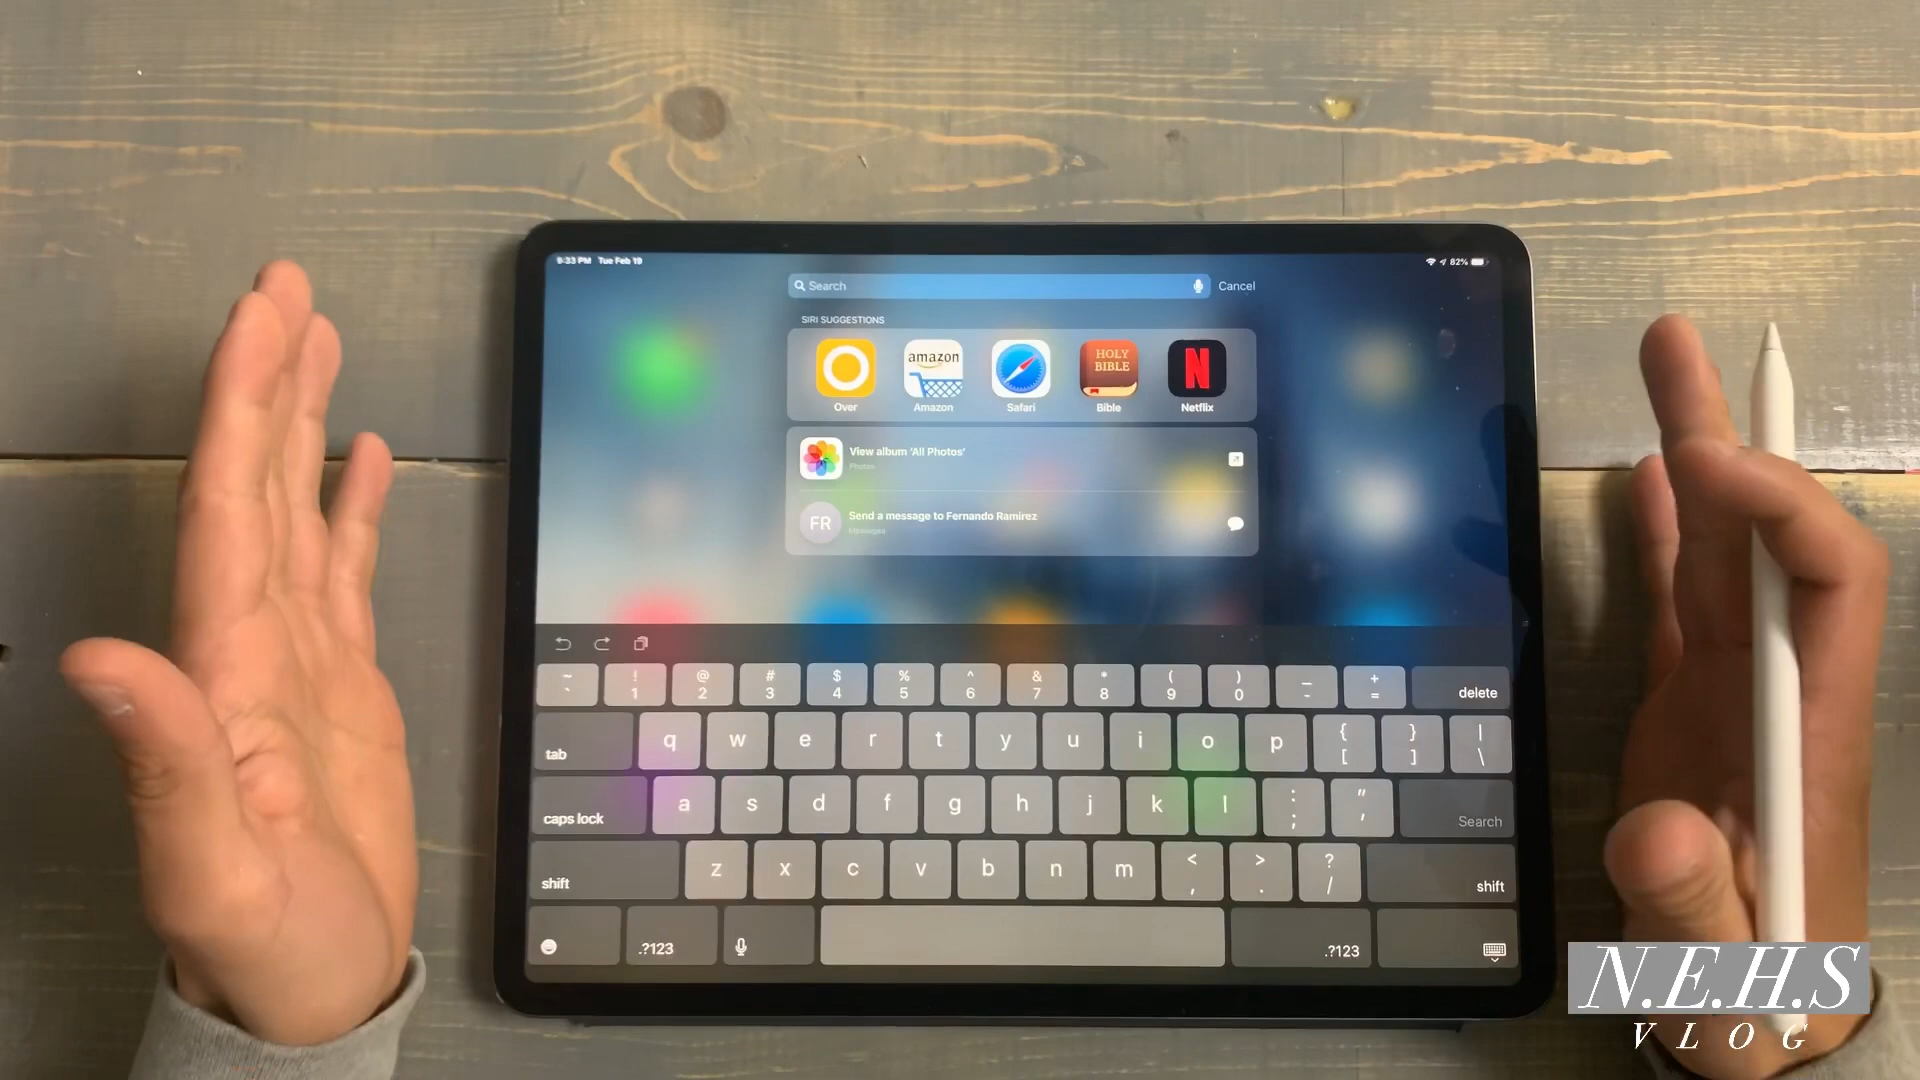 9:33 PM Tue Feb 19
82%
Search
Cancel
SIRI SUGGESTIONS
amazon
HOLY
BIBLE
N
Over Amazon Safari Bible Netflix
View album 'All Photos'
Photos
FR
Send a message to Fernando Ramirez
Messages
~ ! @ # $ % ^ & * ( ) _ +
` 1 2 3 4 5 6 7 8 9 0 - = delete
tab q w e r t y u i o p { [ } ] | \
caps lock a s d f g h j k l : ; " ' Search
shift z x c v b n m < , > . ? / shift
.?123 .?123
N.E.H.S
VLOG